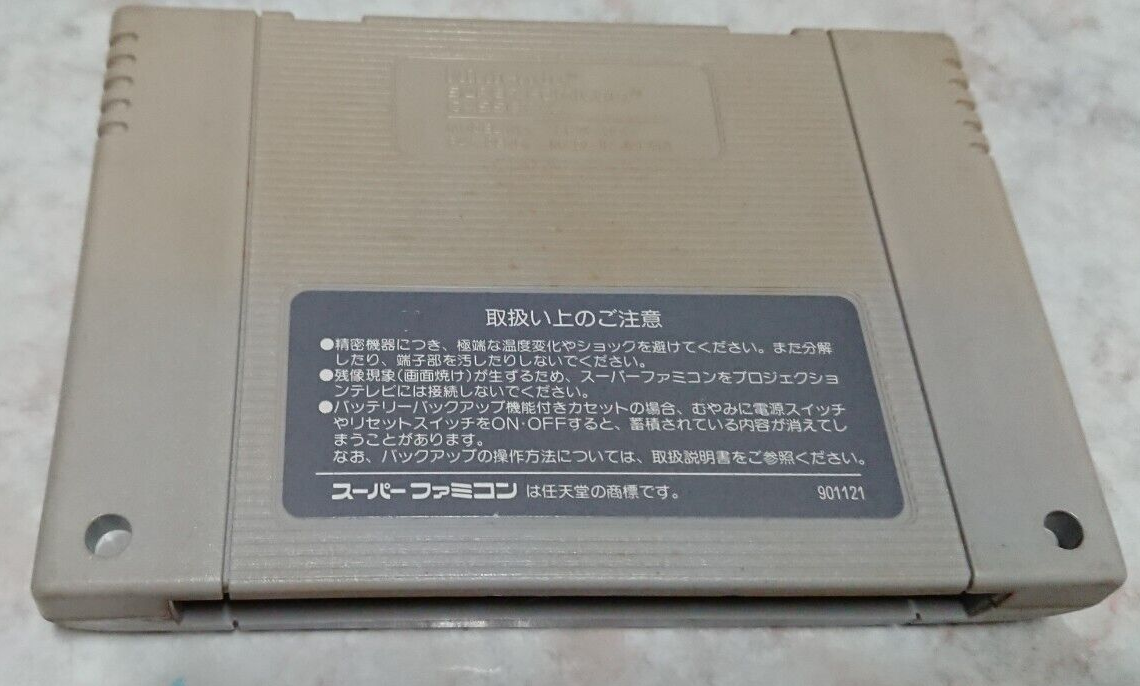 取扱い上のご注意
●精密機器につき、極端な温度変化やショックを避けてください。また分解
したり、端子部を汚したりしないでください。
●残像現象(画面焼け)が生ずるため、スーパーファミコンをプロジェクショ
ンテレビには接続しないでください。
●バッテリーバックアップ機能付きカセットの場合、むやみに電源スイッチ
やリセットスイッチをON·OFFすると、蓄積されている内容が消えてし
まうことがあります。
なお、バックアップの操作方法については、取扱説明書をご参照ください。
スーパーファミコン は任天堂の商標です。 901121